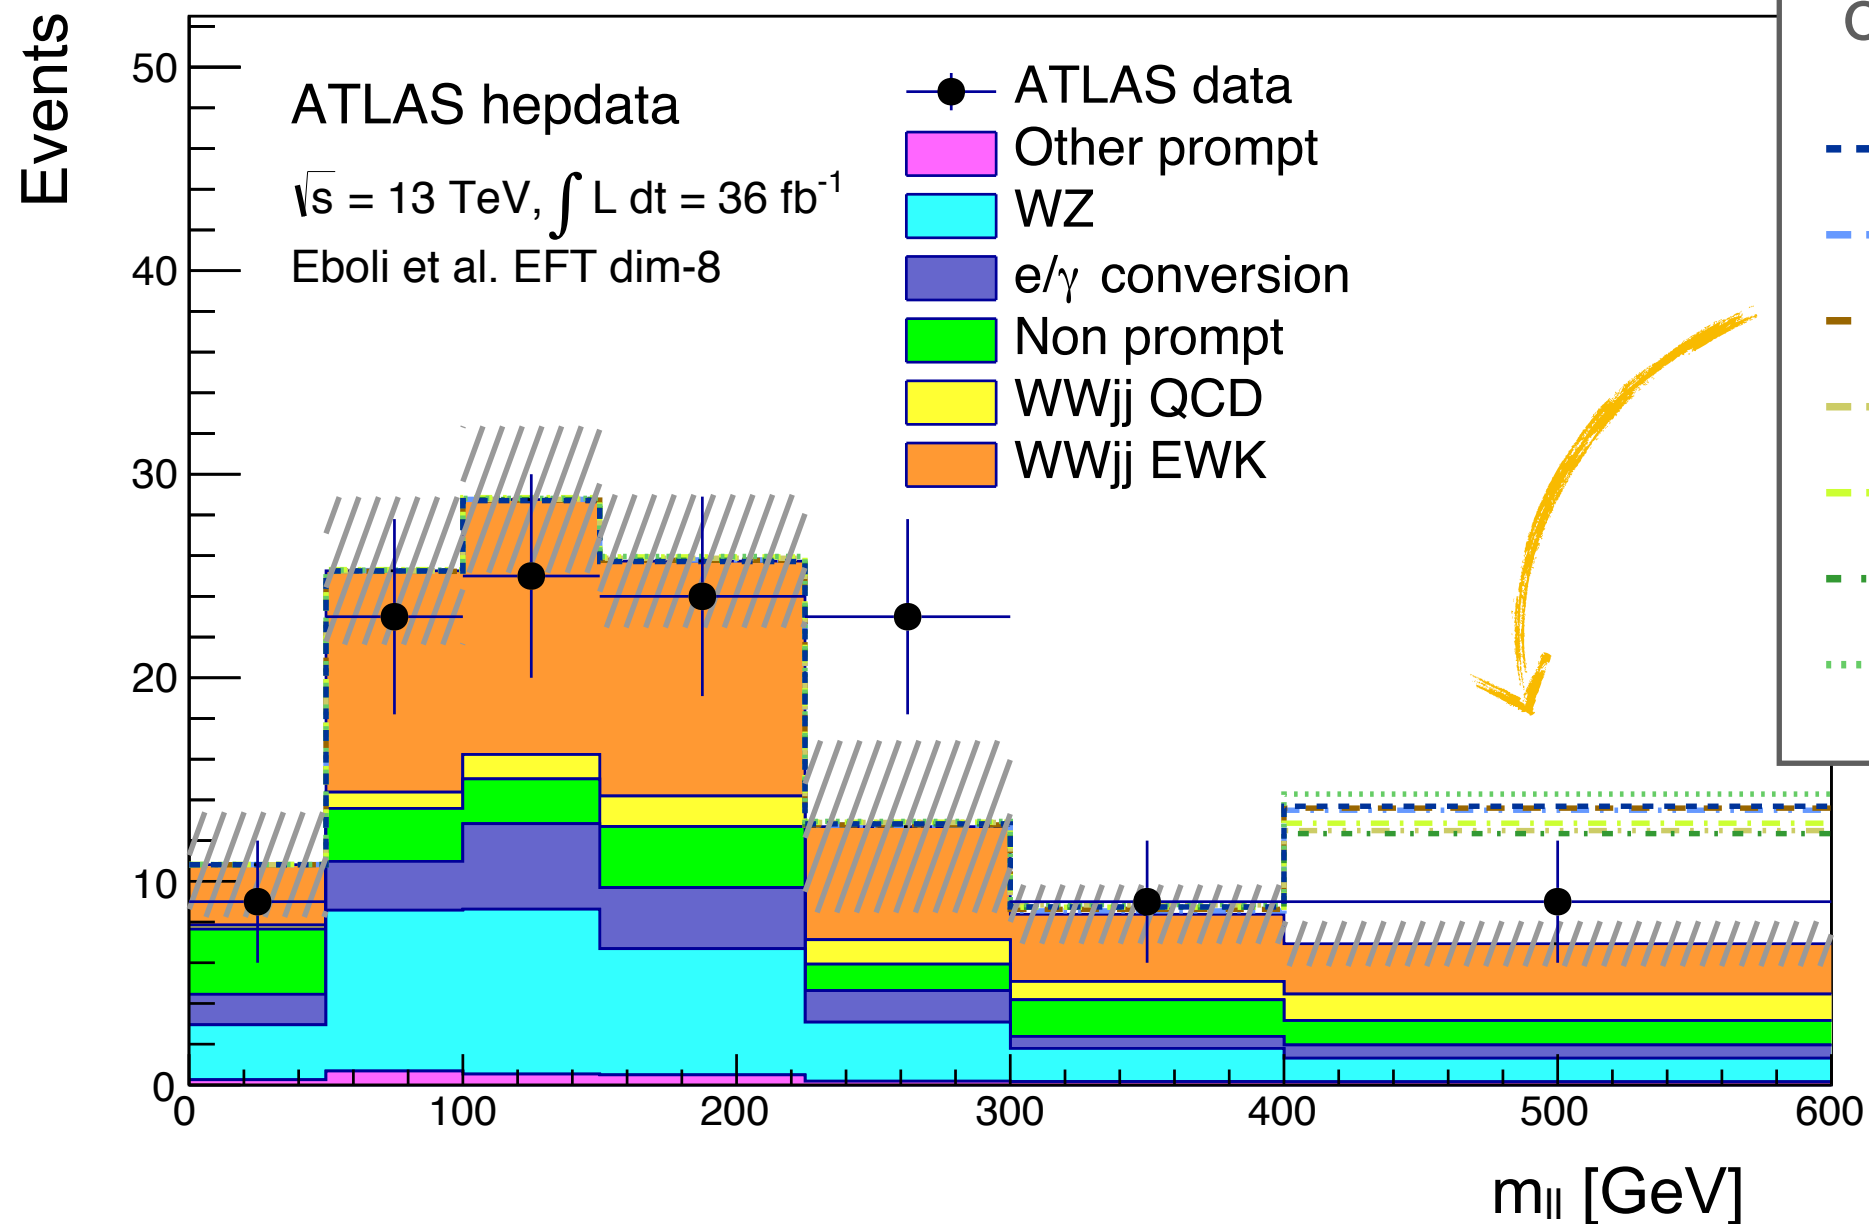 Events
50
40
30
20
10
0
ATLAS hepdata
√s = 13 TeV, ∫ L dt = 36 fb⁻¹
Eboli et al. EFT dim-8
ATLAS data
Other prompt
WZ
e/γ conversion
Non prompt
WWjj QCD
WWjj EWK
0 100 200 300 400 500 600
m_ll [GeV]